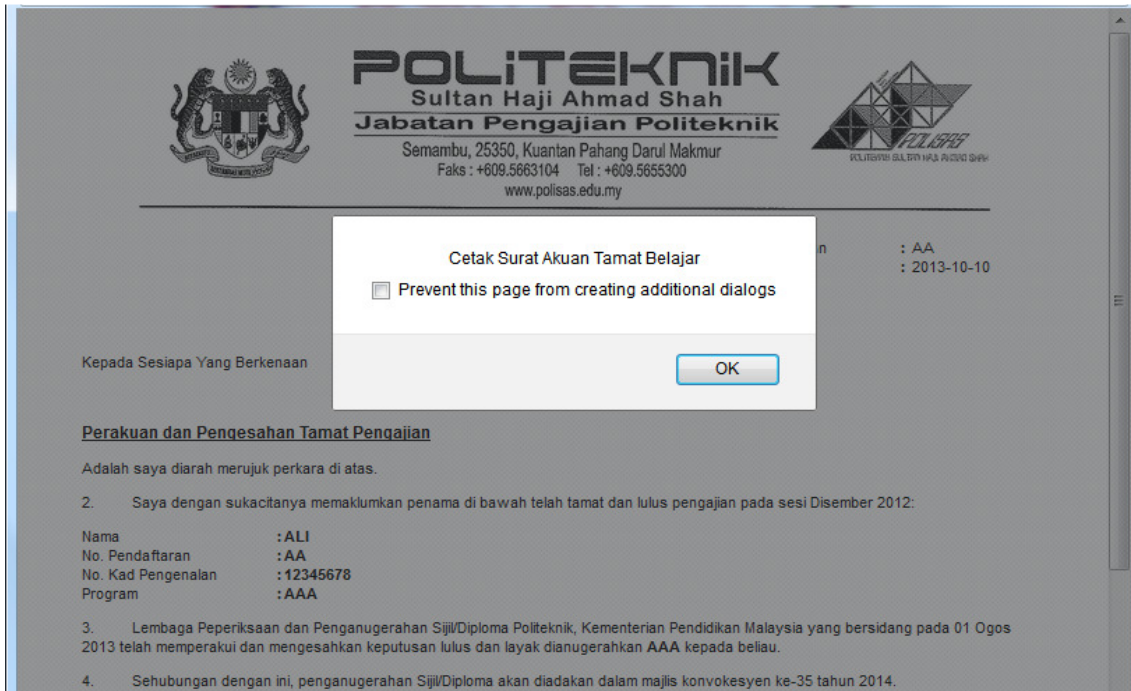 POLiTEKNiK
Sultan Haji Ahmad Shah
Jabatan Pengajian Politeknik
Semambu, 25350, Kuantan Pahang Darul Makmur
Faks : +609.5663104 Tel : +609.5655300
www.polisas.edu.my
POLISAS
POLITEKNIK SULTAN HAJI AHMAD SHAH
n : AA
: 2013-10-10
Cetak Surat Akuan Tamat Belajar
Prevent this page from creating additional dialogs
OK
Kepada Sesiapa Yang Berkenaan
Perakuan dan Pengesahan Tamat Pengajian
Adalah saya diarah merujuk perkara di atas.
2. Saya dengan sukacitanya memaklumkan penama di bawah telah tamat dan lulus pengajian pada sesi Disember 2012:
Nama : ALI
No. Pendaftaran : AA
No. Kad Pengenalan : 12345678
Program : AAA
3. Lembaga Peperiksaan dan Penganugerahan Sijil/Diploma Politeknik, Kementerian Pendidikan Malaysia yang bersidang pada 01 Ogos
2013 telah memperakui dan mengesahkan keputusan lulus dan layak dianugerahkan AAA kepada beliau.
4. Sehubungan dengan ini, penganugerahan Sijil/Diploma akan diadakan dalam majlis konvokesyen ke-35 tahun 2014.